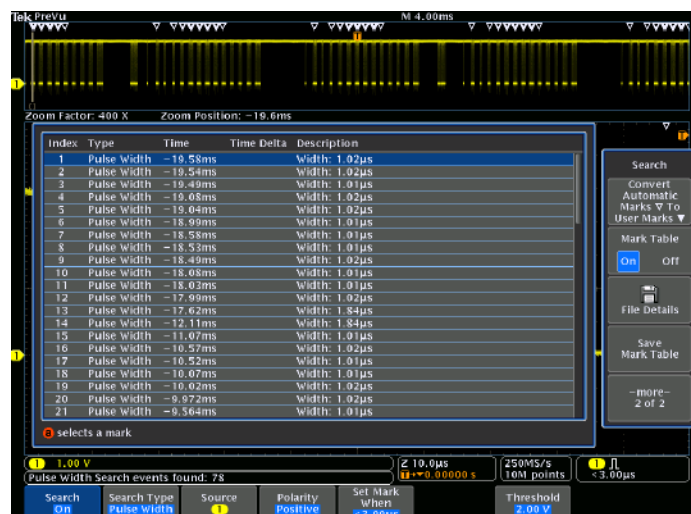 Tek PreVu M 4.00ms
1
Zoom Factor: 400 X Zoom Position: −19.6ms
Index Type Time Time Delta Description
1 Pulse Width −19.58ms Width: 1.02µs
2 Pulse Width −19.54ms Width: 1.02µs
3 Pulse Width −19.49ms Width: 1.01µs
4 Pulse Width −19.08ms Width: 1.02µs
5 Pulse Width −19.04ms Width: 1.02µs
6 Pulse Width −18.99ms Width: 1.01µs
7 Pulse Width −18.58ms Width: 1.01µs
8 Pulse Width −18.53ms Width: 1.01µs
9 Pulse Width −18.49ms Width: 1.02µs
10 Pulse Width −18.08ms Width: 1.01µs
11 Pulse Width −18.03ms Width: 1.01µs
12 Pulse Width −17.99ms Width: 1.02µs
13 Pulse Width −17.62ms Width: 1.84µs
14 Pulse Width −12.11ms Width: 1.84µs
15 Pulse Width −11.07ms Width: 1.01µs
16 Pulse Width −10.57ms Width: 1.02µs
17 Pulse Width −10.52ms Width: 1.02µs
18 Pulse Width −10.07ms Width: 1.01µs
19 Pulse Width −10.02ms Width: 1.02µs
20 Pulse Width −9.972ms Width: 1.02µs
21 Pulse Width −9.564ms Width: 1.01µs
a selects a mark
Search
Convert
Automatic
Marks ▽ To
User Marks ▼
Mark Table
On Off
File Details
Save
Mark Table
−more−
2 of 2
1
1 1.00 V
Z 10.0µs
T→▼0.00000 s
250MS/s
10M points
1
<3.00µs
Pulse Width Search events found: 78
Search
On
Search Type
Pulse Width
Source
1
Polarity
Positive
Set Mark
When
<3.00µs
Threshold
2.00 V